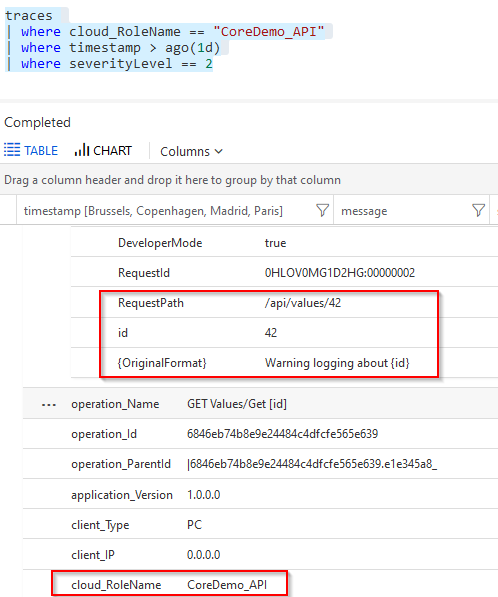 traces
| where cloud_RoleName == "CoreDemo_API"
| where timestamp > ago(1d)
| where severityLevel == 2
Completed
TABLE CHART Columns
Drag a column header and drop it here to group by that column
timestamp [Brussels, Copenhagen, Madrid, Paris] message
DeveloperMode true
RequestId 0HLOV0MG1D2HG:00000002
RequestPath /api/values/42
id 42
{OriginalFormat} Warning logging about {id}
... operation_Name GET Values/Get [id]
operation_Id 6846eb74b8e9e24484c4dfcfe565e639
operation_ParentId |6846eb74b8e9e24484c4dfcfe565e639.e1e345a8_
application_Version 1.0.0.0
client_Type PC
client_IP 0.0.0.0
cloud_RoleName CoreDemo_API